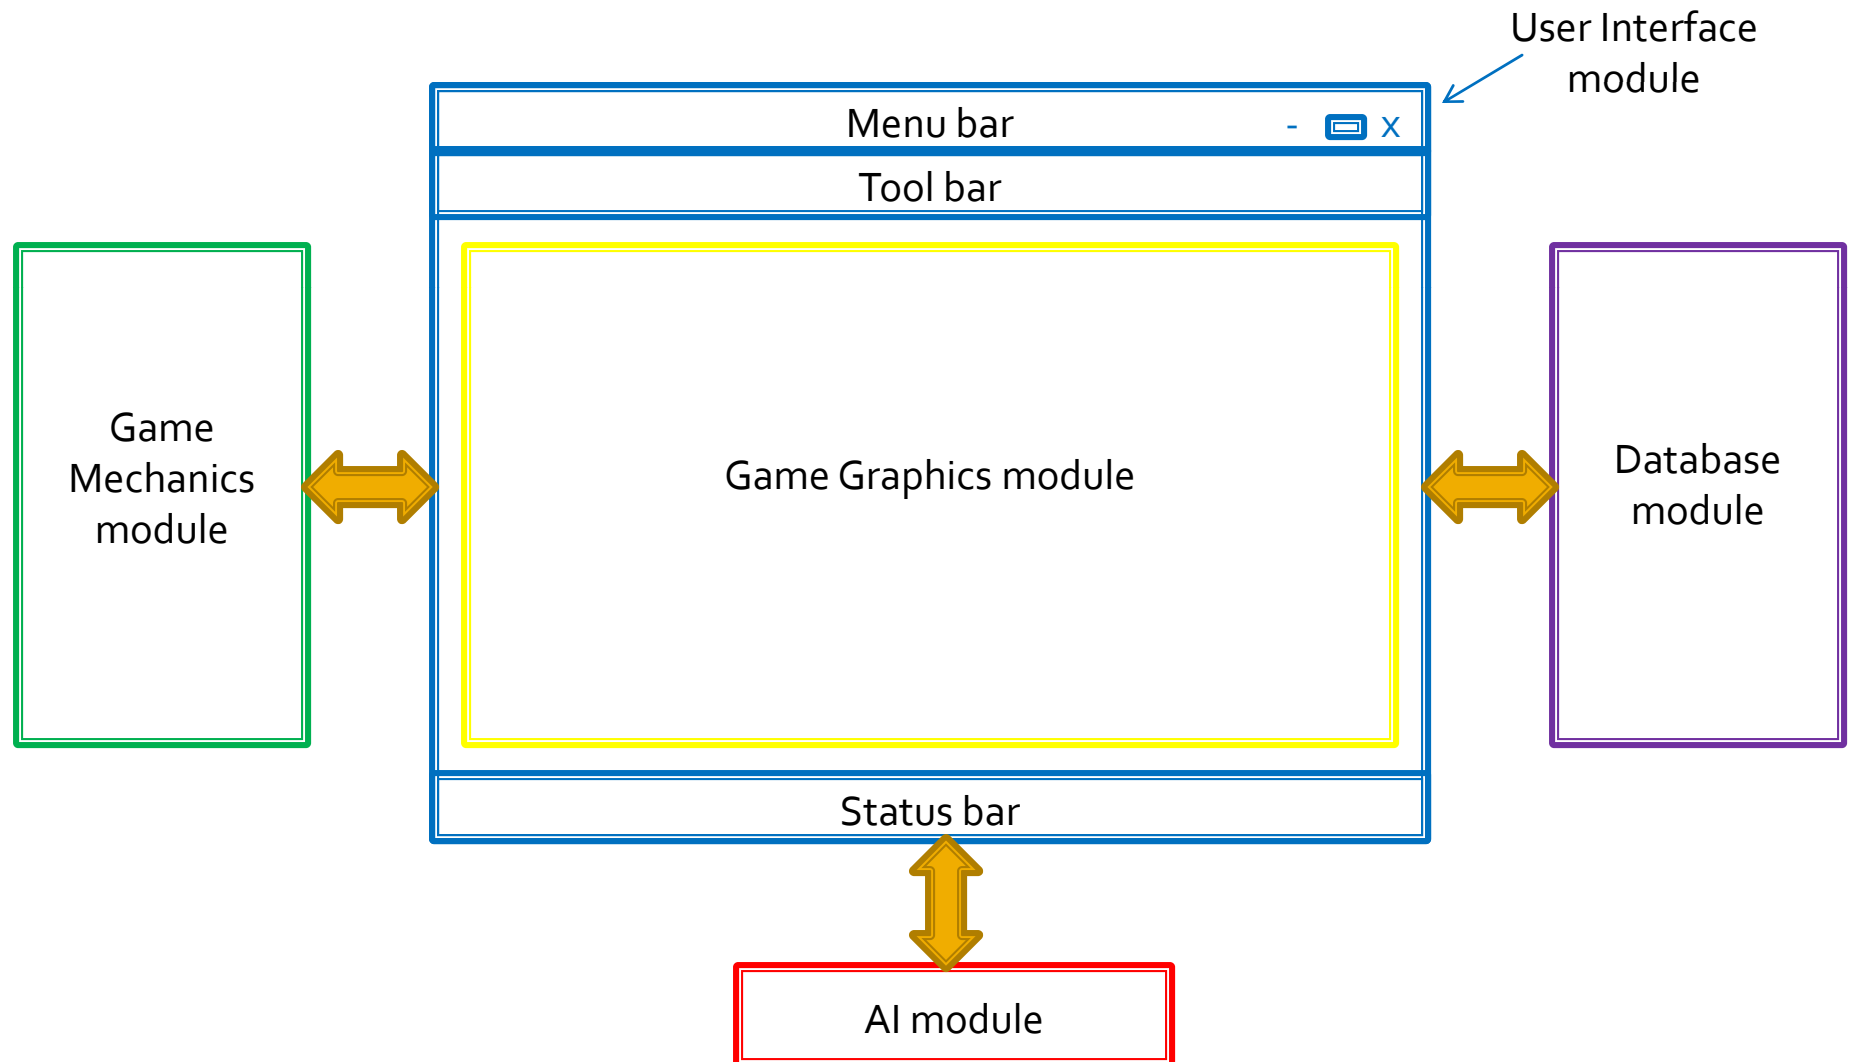 User Interface
module
Menu bar
- X
Tool bar
Game
Mechanics
module
Game Graphics module
Database
module
Status bar
AI module